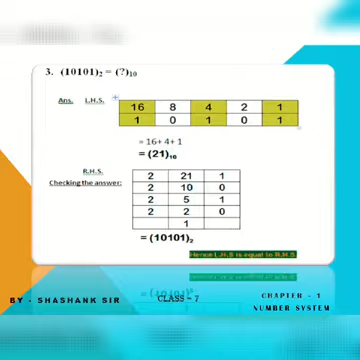 3. (10101)₂ = (?)₁₀
Ans. L.H.S.
16 8 4 2 1
1 0 1 0 1
= 16+ 4+ 1
= (21)₁₀
R.H.S.
Checking the answer:
2 21 1
2 10 0
2 5 1
2 2 0
1
= (10101)₂
Hence L.H.S is equal to R.H.S
BY - SHASHANK SIR
CLASS - 7
CHAPTER - 1
NUMBER SYSTEM